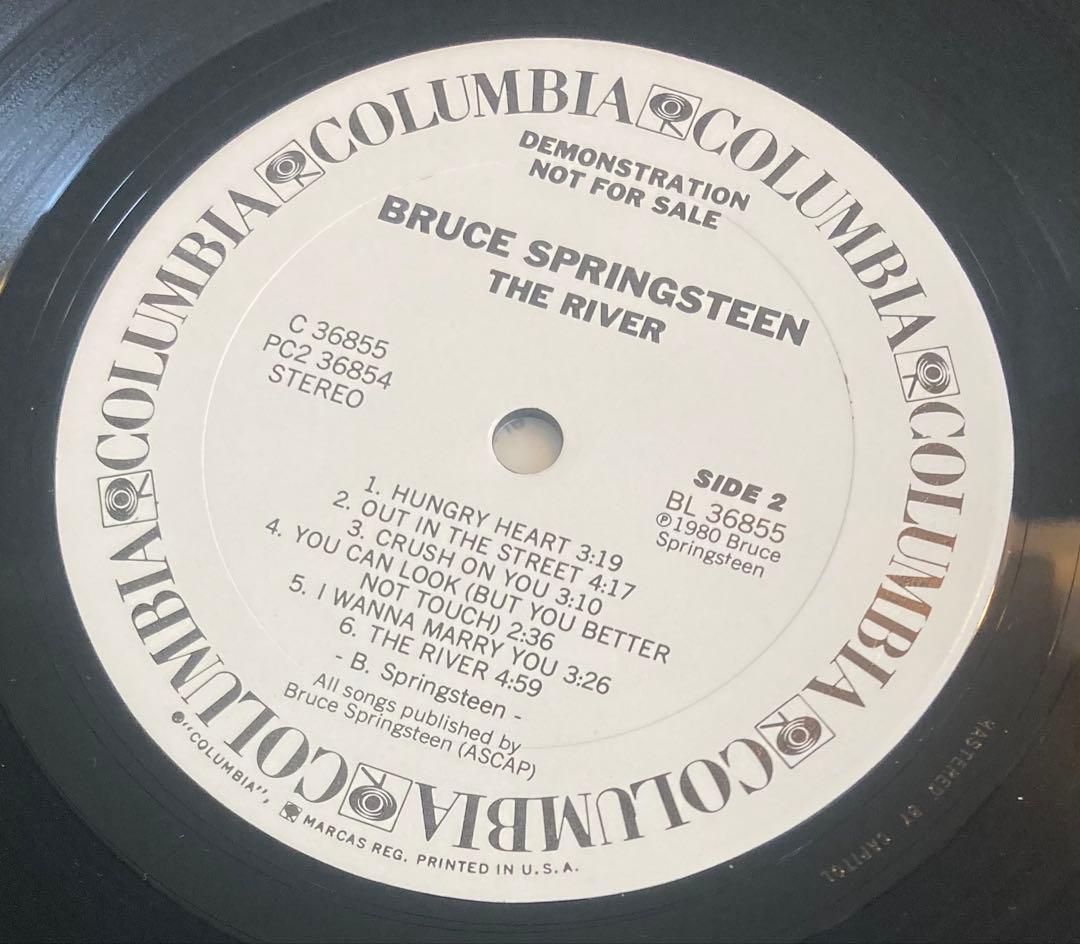 COLUMBIA COLUMBIA COLUMBIA COLUMBIA COLUMBIA COLUMBIA COLUMBIA COLUMBIA
DEMONSTRATION
NOT FOR SALE
BRUCE SPRINGSTEEN
THE RIVER
C 36855
PC2 36854
STEREO
SIDE 2
BL 36855
℗1980 Bruce
Springsteen
1. HUNGRY HEART 3:19
2. OUT IN THE STREET 4:17
3. CRUSH ON YOU 3:10
4. YOU CAN LOOK (BUT YOU BETTER
NOT TOUCH) 2:36
5. I WANNA MARRY YOU 3:26
6. THE RIVER 4:59
- B. Springsteen -
All songs published by
Bruce Springsteen (ASCAP)
"COLUMBIA", MARCAS REG. PRINTED IN U.S.A.
MASTERED BY CAPITOL